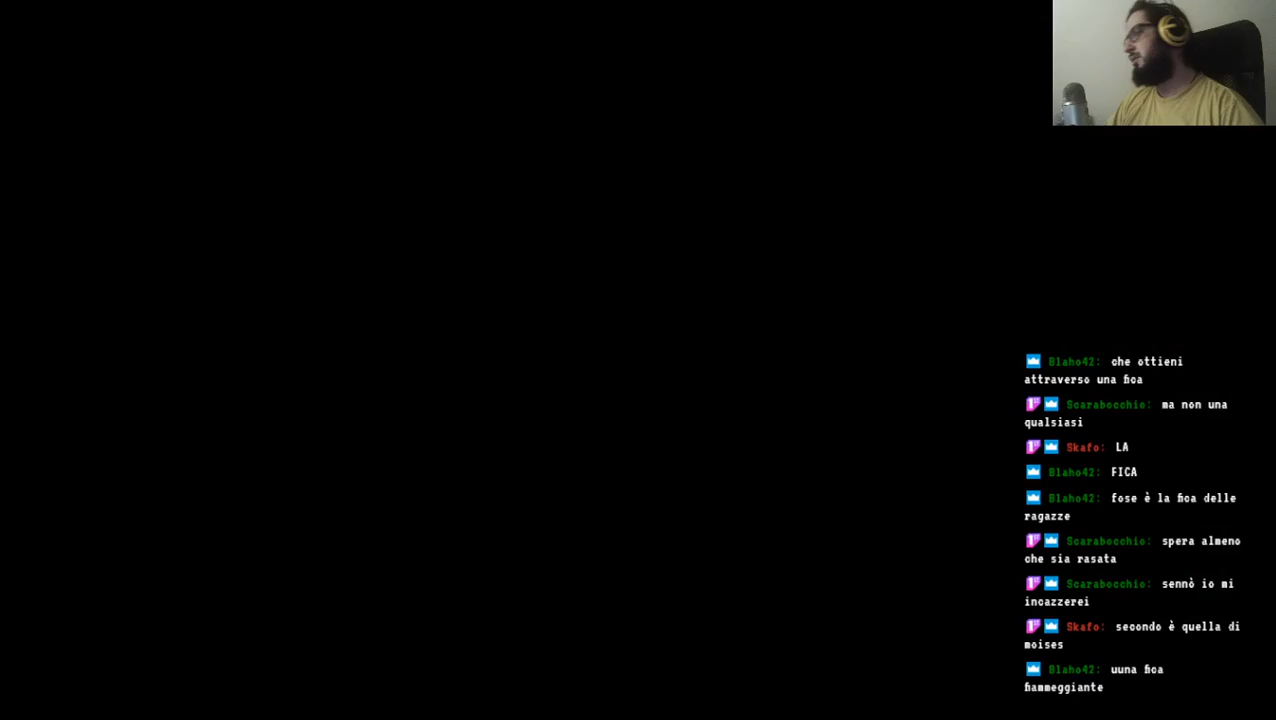 Blaho42: che ottieni
attraverso una fica
Scarabocchio: ma non una
qualsiasi
Skafo: LA
Blaho42: FICA
Blaho42: fose è la fica delle
ragazze
Scarabocchio: spera almeno
che sia rasata
Scarabocchio: sennò io mi
incazzerei
Skafo: secondo è quella di
moises
Blaho42: uuna fica
fiammeggiante